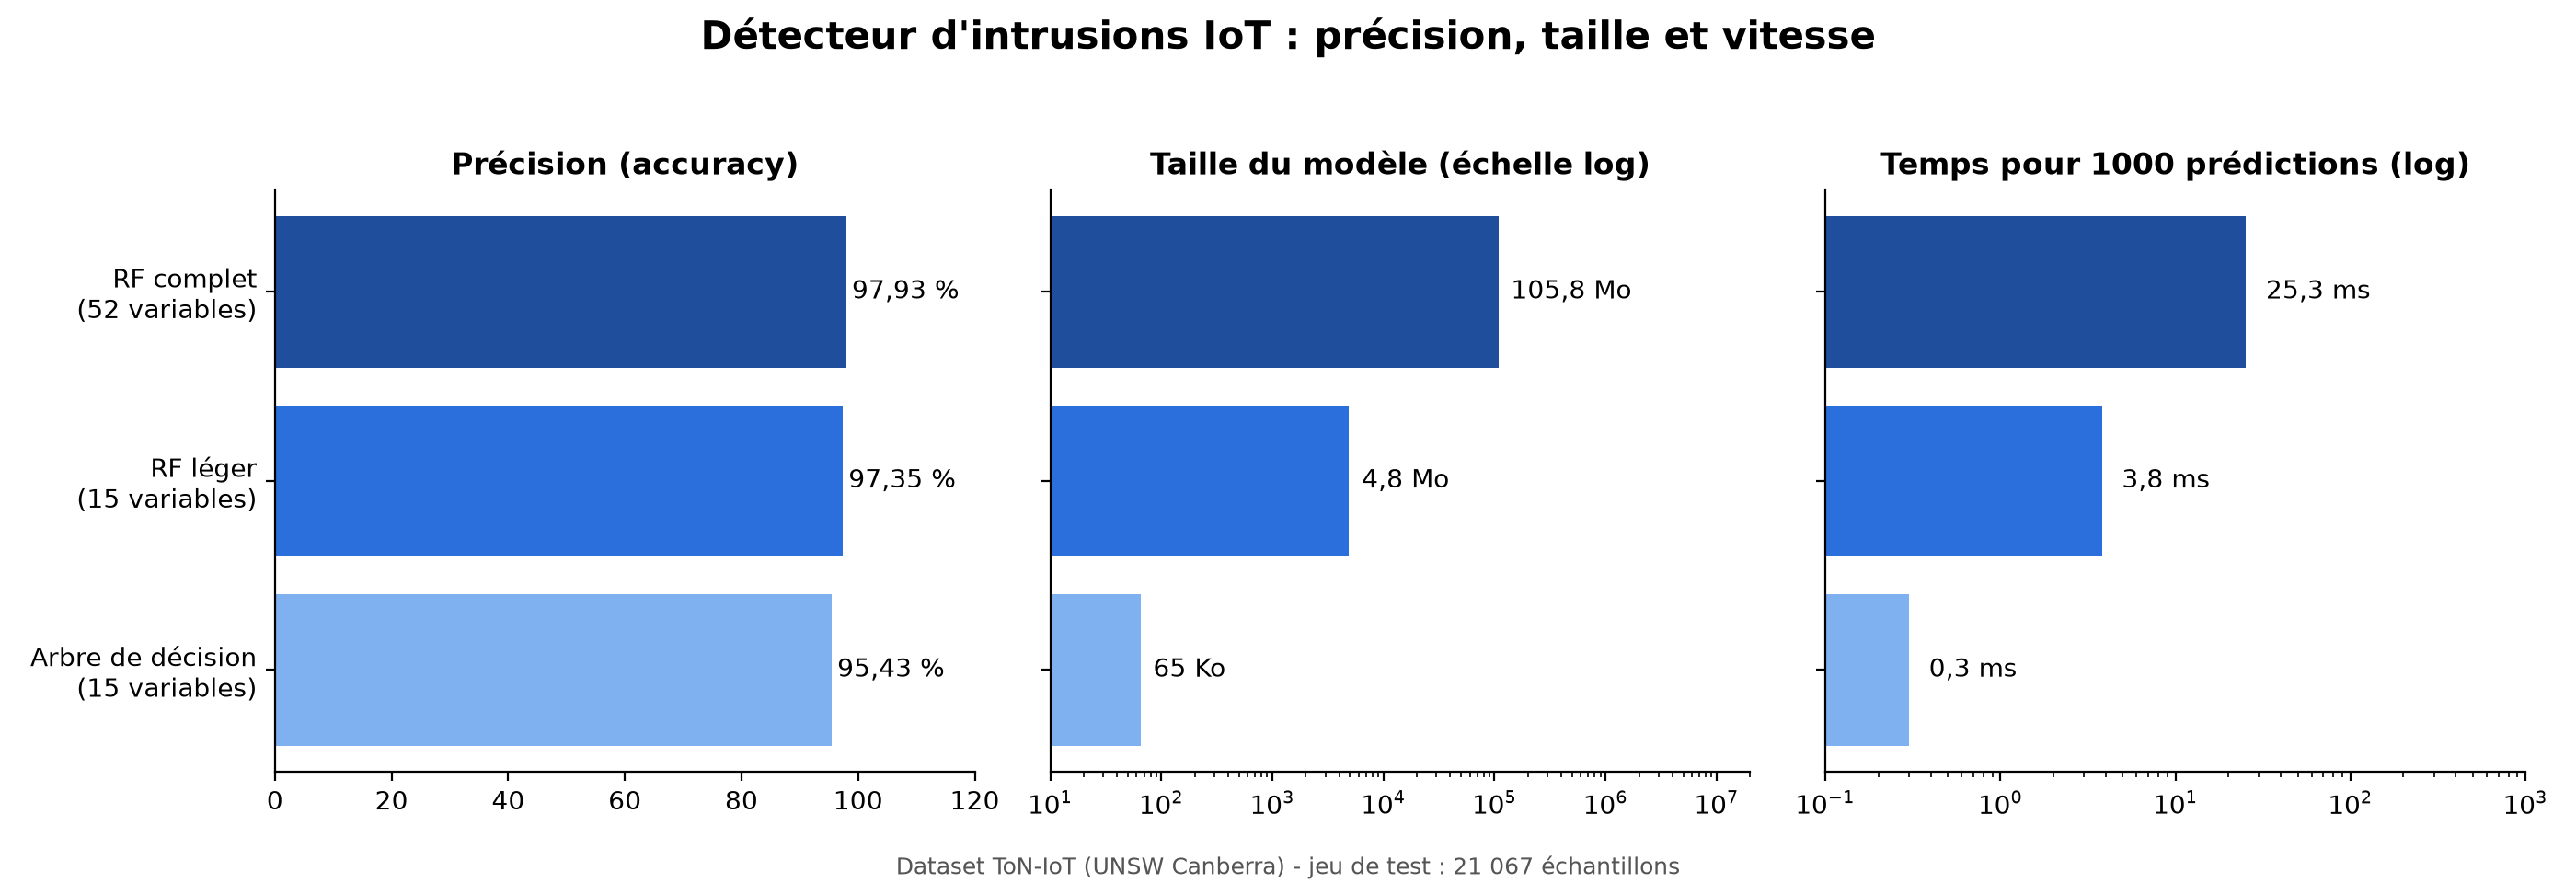 Détecteur d'intrusions IoT : précision, taille et vitesse
Précision (accuracy)
RF complet
(52 variables)
RF léger
(15 variables)
Arbre de décision
(15 variables)
97,93 %
97,35 %
95,43 %
0 20 40 60 80 100 120
Taille du modèle (échelle log)
105,8 Mo
4,8 Mo
65 Ko
10¹ 10² 10³ 10⁴ 10⁵ 10⁶ 10⁷
Temps pour 1000 prédictions (log)
25,3 ms
3,8 ms
0,3 ms
10⁻¹ 10⁰ 10¹ 10² 10³
Dataset ToN-IoT (UNSW Canberra) - jeu de test : 21 067 échantillons